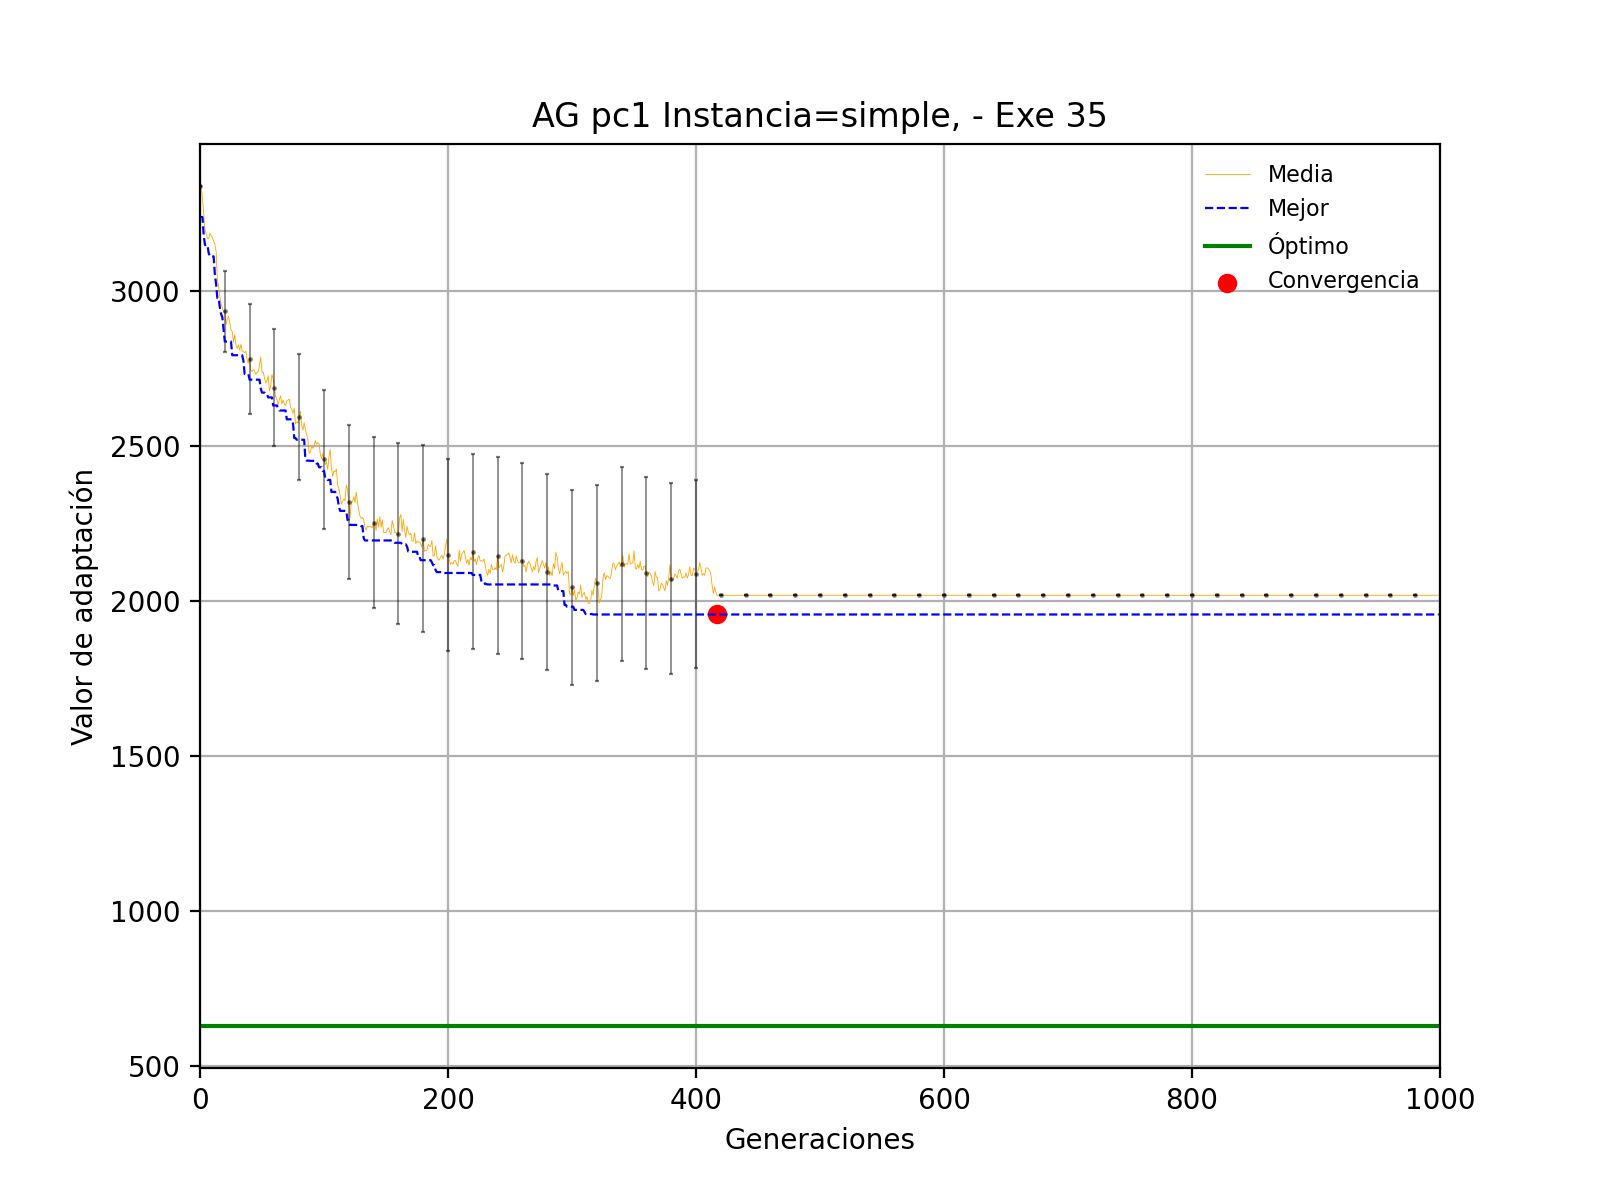 AG pc1 Instancia=simple, - Exe 35
Media
Mejor
Óptimo
Convergencia
3000
2500
2000
1500
1000
500
Valor de adaptación
0 200 400 600 800 1000
Generaciones